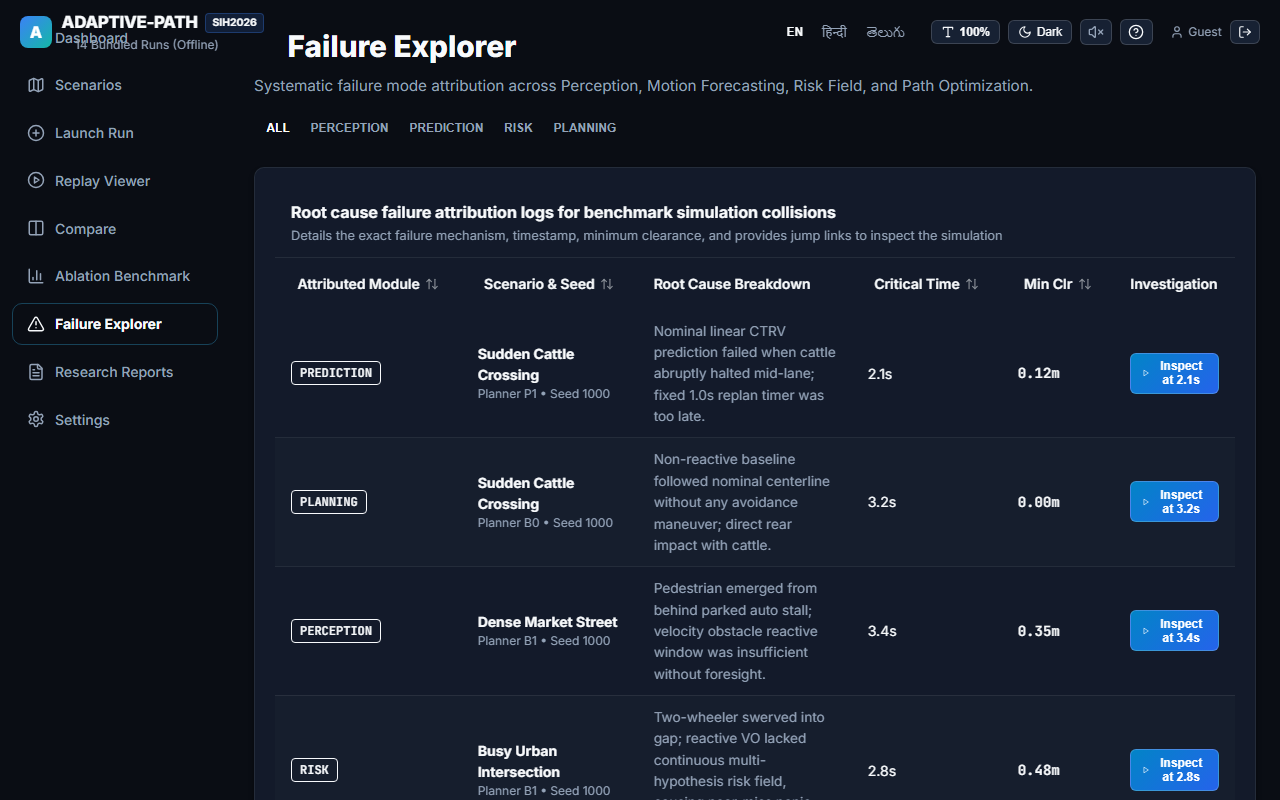 A
ADAPTIVE-PATH SIH2026
Dashboard
14 Bundled Runs (Offline)
Scenarios
Launch Run
Replay Viewer
Compare
Ablation Benchmark
Failure Explorer
Research Reports
Settings
EN हिन्दी తెలుగు 100% Dark Guest
Failure Explorer
Systematic failure mode attribution across Perception, Motion Forecasting, Risk Field, and Path Optimization.
ALL PERCEPTION PREDICTION RISK PLANNING
Root cause failure attribution logs for benchmark simulation collisions
Details the exact failure mechanism, timestamp, minimum clearance, and provides jump links to inspect the simulation
Attributed Module Scenario & Seed Root Cause Breakdown Critical Time Min Clr Investigation
PREDICTION
Sudden Cattle
Crossing
Planner P1 • Seed 1000
Nominal linear CTRV
prediction failed when cattle
abruptly halted mid-lane;
fixed 1.0s replan timer was
too late.
2.1s
0.12m
Inspect
at 2.1s
PLANNING
Sudden Cattle
Crossing
Planner B0 • Seed 1000
Non-reactive baseline
followed nominal centerline
without any avoidance
maneuver; direct rear
impact with cattle.
3.2s
0.00m
Inspect
at 3.2s
PERCEPTION
Dense Market Street
Planner B1 • Seed 1000
Pedestrian emerged from
behind parked auto stall;
velocity obstacle reactive
window was insufficient
without foresight.
3.4s
0.35m
Inspect
at 3.4s
RISK
Busy Urban
Intersection
Planner B1 • Seed 1000
Two-wheeler swerved into
gap; reactive VO lacked
continuous multi-
hypothesis risk field,
2.8s
0.48m
Inspect
at 2.8s